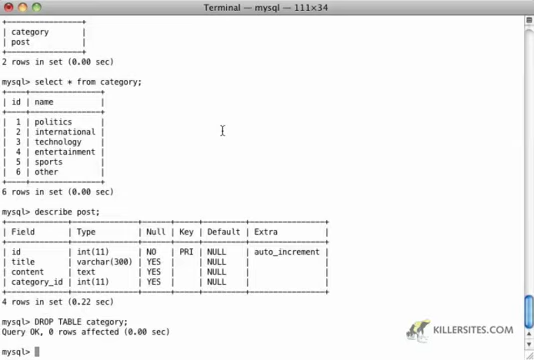 Terminal — mysql — 111×34
+----------------+
| category       |
| post           |
+----------------+
2 rows in set (0.00 sec)
mysql> select * from category;
+----+---------------+
| id | name          |
+----+---------------+
|  1 | politics      |
|  2 | international |
|  3 | technology    |
|  4 | entertainment |
|  5 | sports        |
|  6 | other         |
+----+---------------+
6 rows in set (0.00 sec)
mysql> describe post;
+-------------+--------------+------+-----+---------+----------------+
| Field       | Type         | Null | Key | Default | Extra          |
+-------------+--------------+------+-----+---------+----------------+
| id          | int(11)      | NO   | PRI | NULL    | auto_increment |
| title       | varchar(300) | YES  |     | NULL    |                |
| content     | text         | YES  |     | NULL    |                |
| category_id | int(11)      | YES  |     | NULL    |                |
+-------------+--------------+------+-----+---------+----------------+
4 rows in set (0.22 sec)
mysql> DROP TABLE category;
Query OK, 0 rows affected (0.00 sec)
mysql>
KILLERSITES.COM